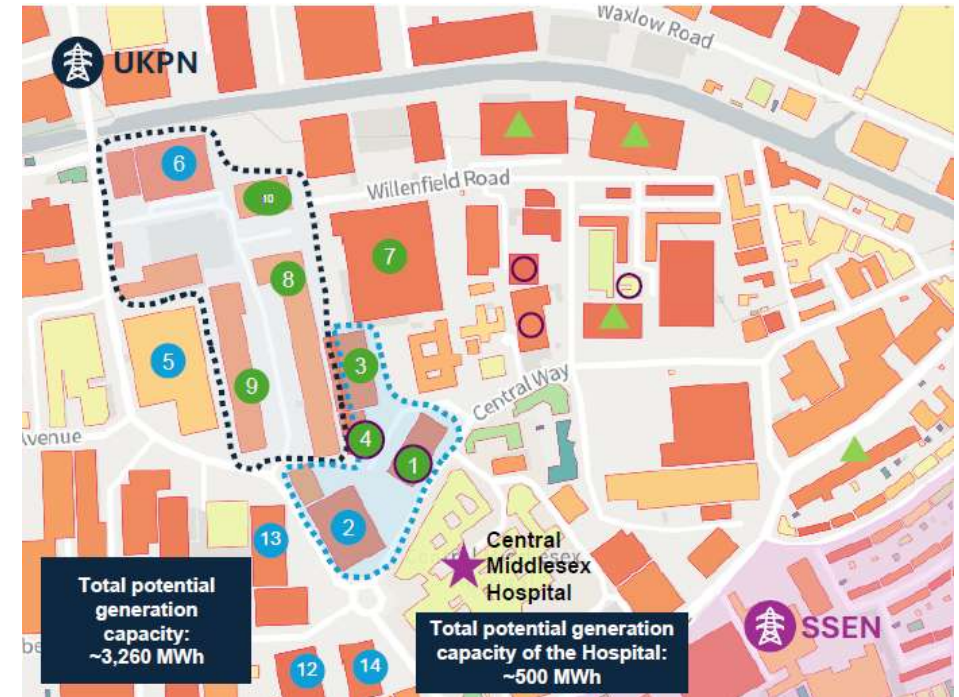 Waxlow Road
UKPN
6
10
Willenfield Road
7
8
3
5
9
Central Way
4
1
Avenue
2
13
Central
Middlesex
Hospital
Total potential
generation
capacity:
~3,260 MWh
Total potential generation
capacity of the Hospital:
~500 MWh
SSEN
12
14